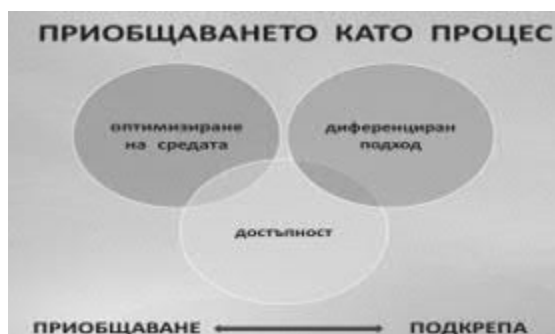 ПРИОБЩАВАНЕТО КАТО ПРОЦЕС
оптимизиране
на средата
диференциран
подход
достъпност
ПРИОБЩАВАНЕ ПОДКРЕПА